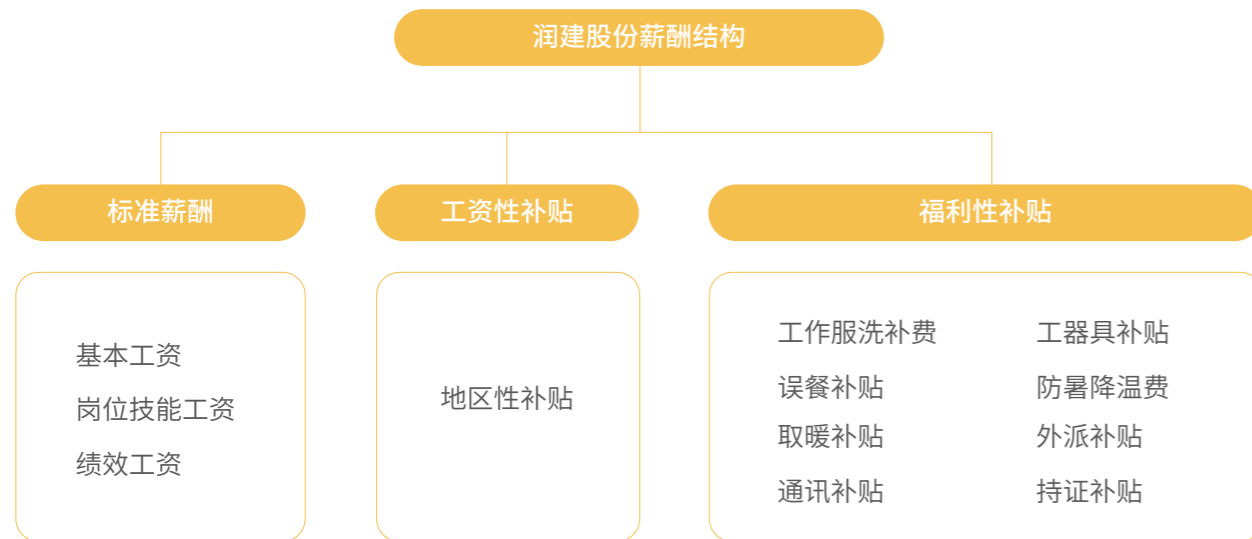 润建股份薪酬结构
标准薪酬
工资性补贴
福利性补贴
基本工资
岗位技能工资
绩效工资
地区性补贴
工作服洗补费
工器具补贴
误餐补贴
防暑降温费
取暖补贴
外派补贴
通讯补贴
持证补贴